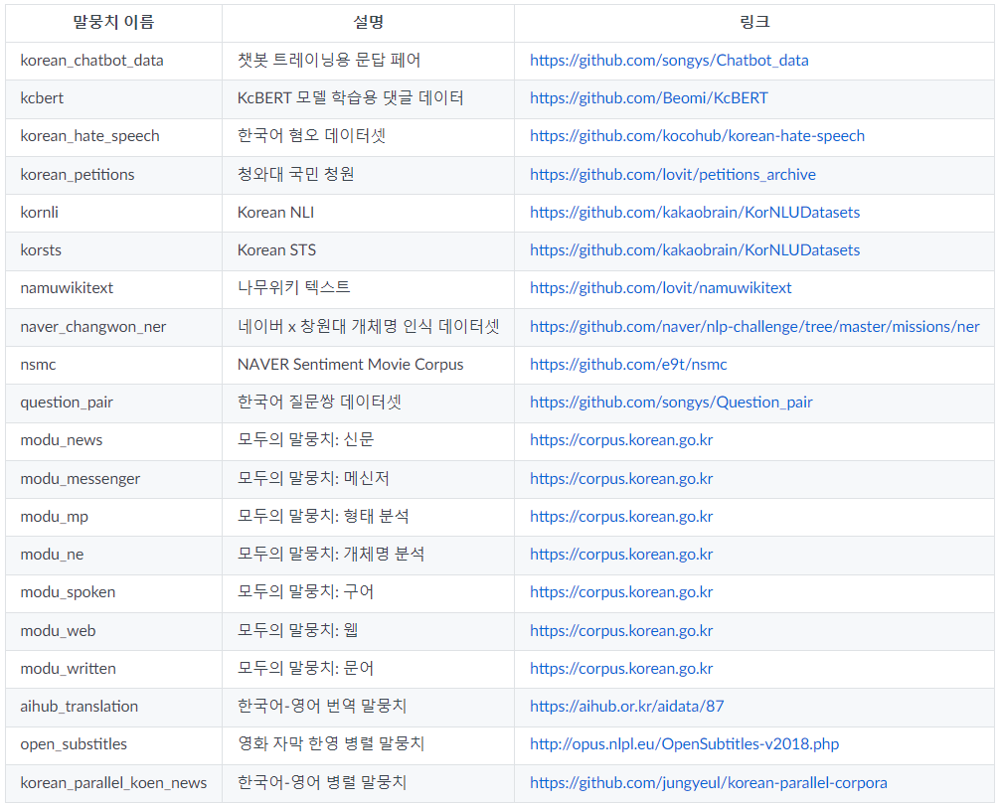 말뭉치 이름 설명 링크
korean_chatbot_data 챗봇 트레이닝용 문답 페어 https://github.com/songys/Chatbot_data
kcbert KcBERT 모델 학습용 댓글 데이터 https://github.com/Beomi/KcBERT
korean_hate_speech 한국어 혐오 데이터셋 https://github.com/kocohub/korean-hate-speech
korean_petitions 청와대 국민 청원 https://github.com/lovit/petitions_archive
kornli Korean NLI https://github.com/kakaobrain/KorNLUDatasets
korsts Korean STS https://github.com/kakaobrain/KorNLUDatasets
namuwikitext 나무위키 텍스트 https://github.com/lovit/namuwikitext
naver_changwon_ner 네이버 x 창원대 개체명 인식 데이터셋 https://github.com/naver/nlp-challenge/tree/master/missions/ner
nsmc NAVER Sentiment Movie Corpus https://github.com/e9t/nsmc
question_pair 한국어 질문쌍 데이터셋 https://github.com/songys/Question_pair
modu_news 모두의 말뭉치: 신문 https://corpus.korean.go.kr
modu_messenger 모두의 말뭉치: 메신저 https://corpus.korean.go.kr
modu_mp 모두의 말뭉치: 형태 분석 https://corpus.korean.go.kr
modu_ne 모두의 말뭉치: 개체명 분석 https://corpus.korean.go.kr
modu_spoken 모두의 말뭉치: 구어 https://corpus.korean.go.kr
modu_web 모두의 말뭉치: 웹 https://corpus.korean.go.kr
modu_written 모두의 말뭉치: 문어 https://corpus.korean.go.kr
aihub_translation 한국어-영어 번역 말뭉치 https://aihub.or.kr/aidata/87
open_substitles 영화 자막 한영 병렬 말뭉치 http://opus.nlpl.eu/OpenSubtitles-v2018.php
korean_parallel_koen_news 한국어-영어 병렬 말뭉치 https://github.com/jungyeul/korean-parallel-corpora